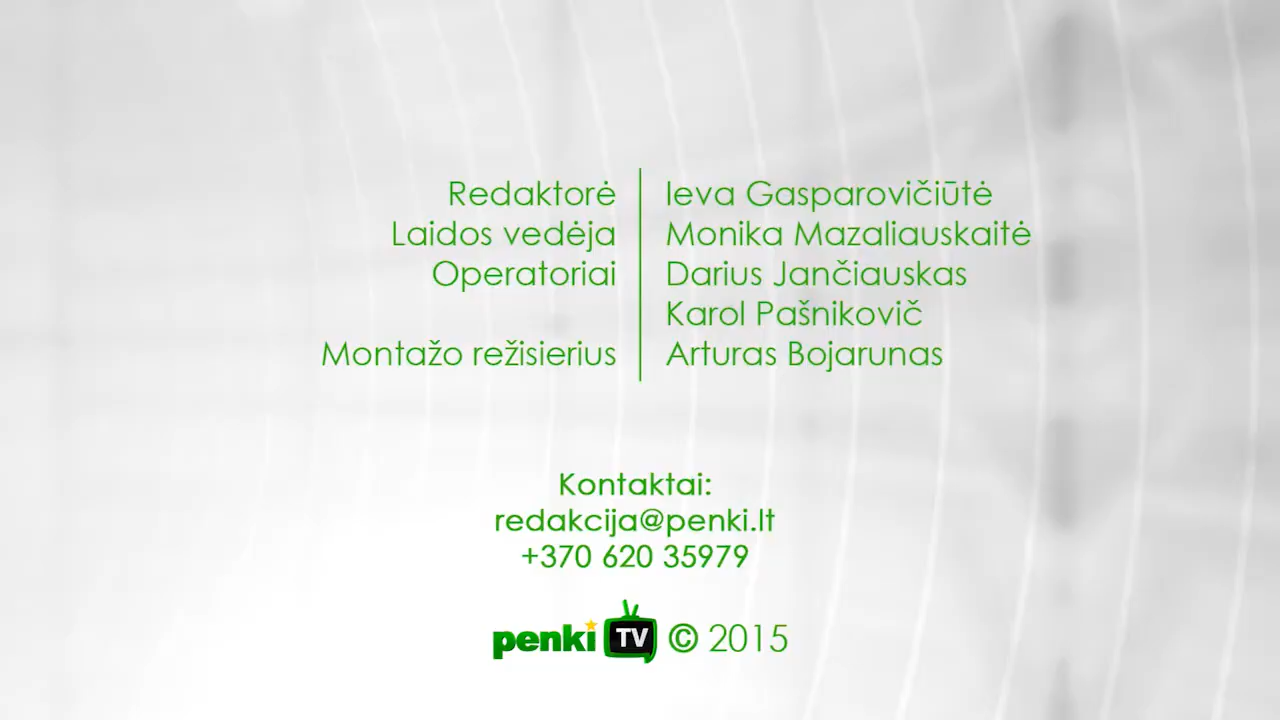 Redaktorė Ieva Gasparovičiūtė
Laidos vedėja Monika Mazaliauskaitė
Operatoriai Darius Jančiauskas
Karol Pašnikovič
Montažo režisierius Arturas Bojarunas
Kontaktai:
redakcija@penki.lt
+370 620 35979
penki TV © 2015